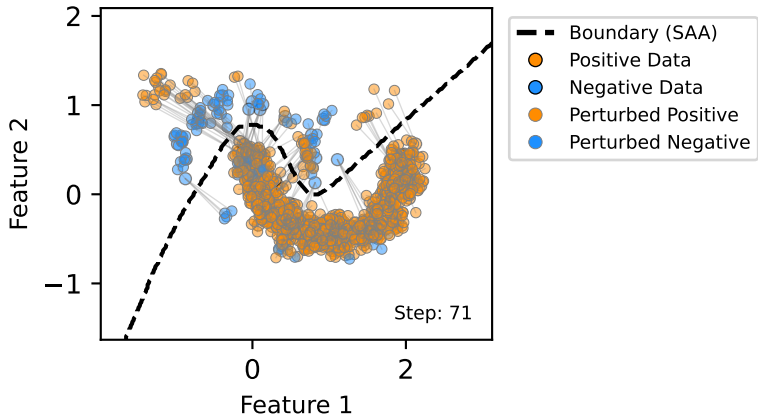 2
1
0
−1
0
2
Feature 2
Feature 1
Step: 71
Boundary (SAA)
Positive Data
Negative Data
Perturbed Positive
Perturbed Negative